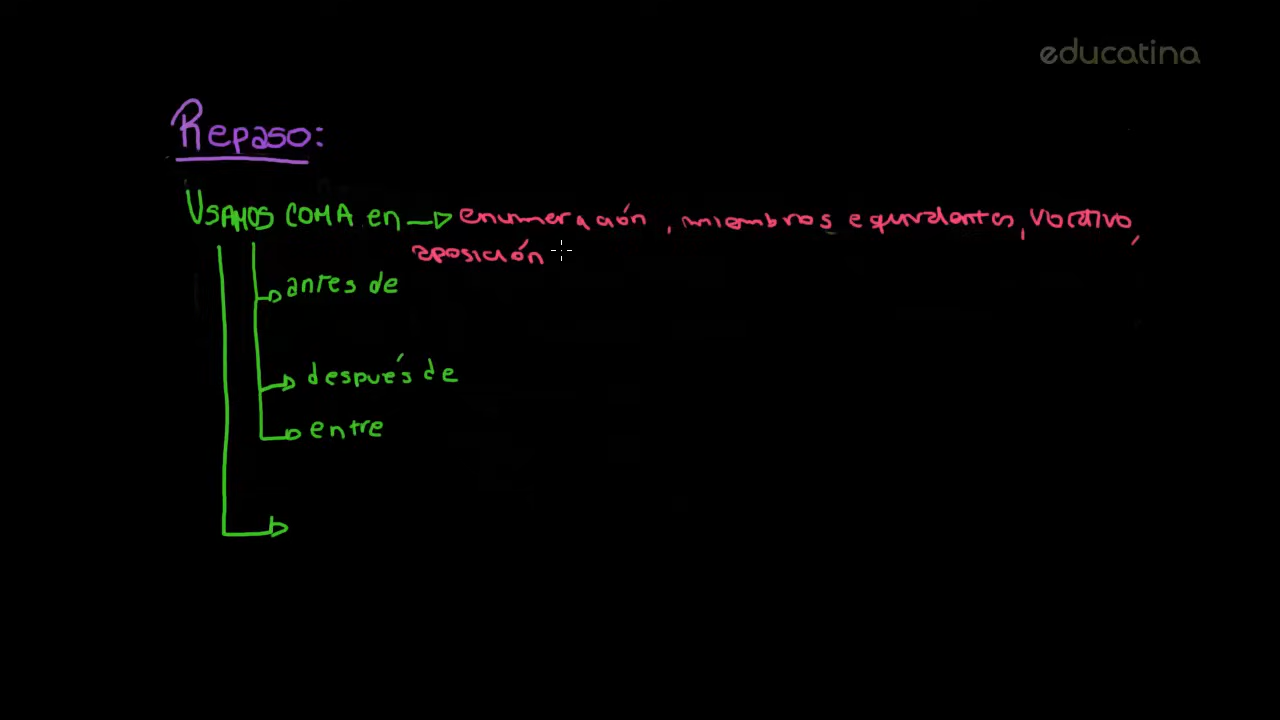 educatina
Repaso:
USAMOS COMA en enumeración, miembros equivalentes, vocativo,
aposición
antes de
después de
entre